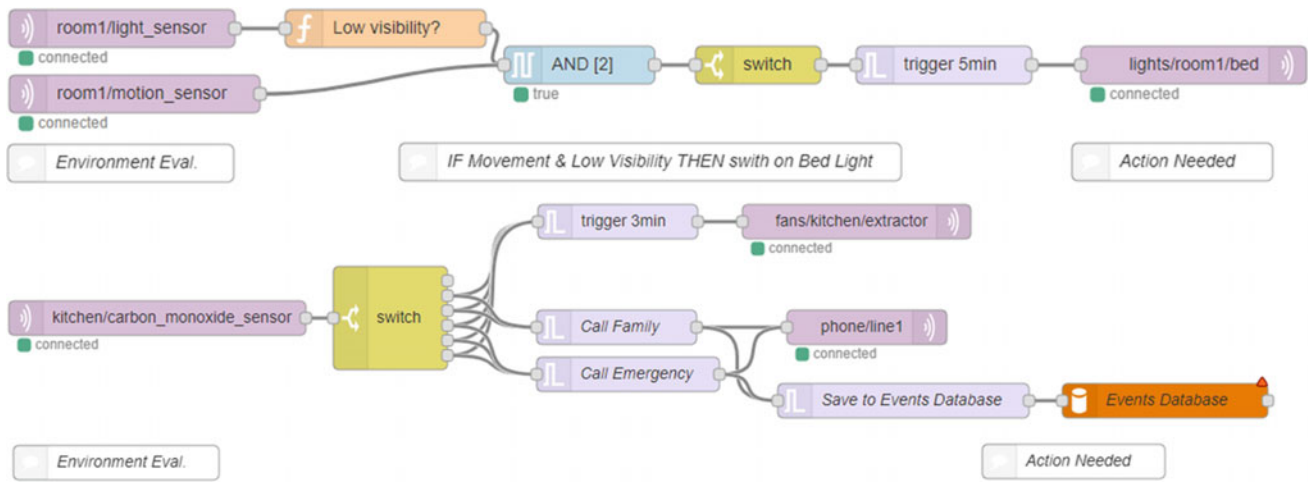 room1/light_sensor
Low visibility?
connected
AND [2]
switch
trigger 5min
lights/room1/bed
room1/motion_sensor
true
connected
connected
Environment Eval.
IF Movement & Low Visibility THEN swith on Bed Light
Action Needed
trigger 3min
fans/kitchen/extractor
connected
kitchen/carbon_monoxide_sensor
switch
connected
Call Family
phone/line1
connected
Call Emergency
Save to Events Database
Events Database
Environment Eval.
Action Needed